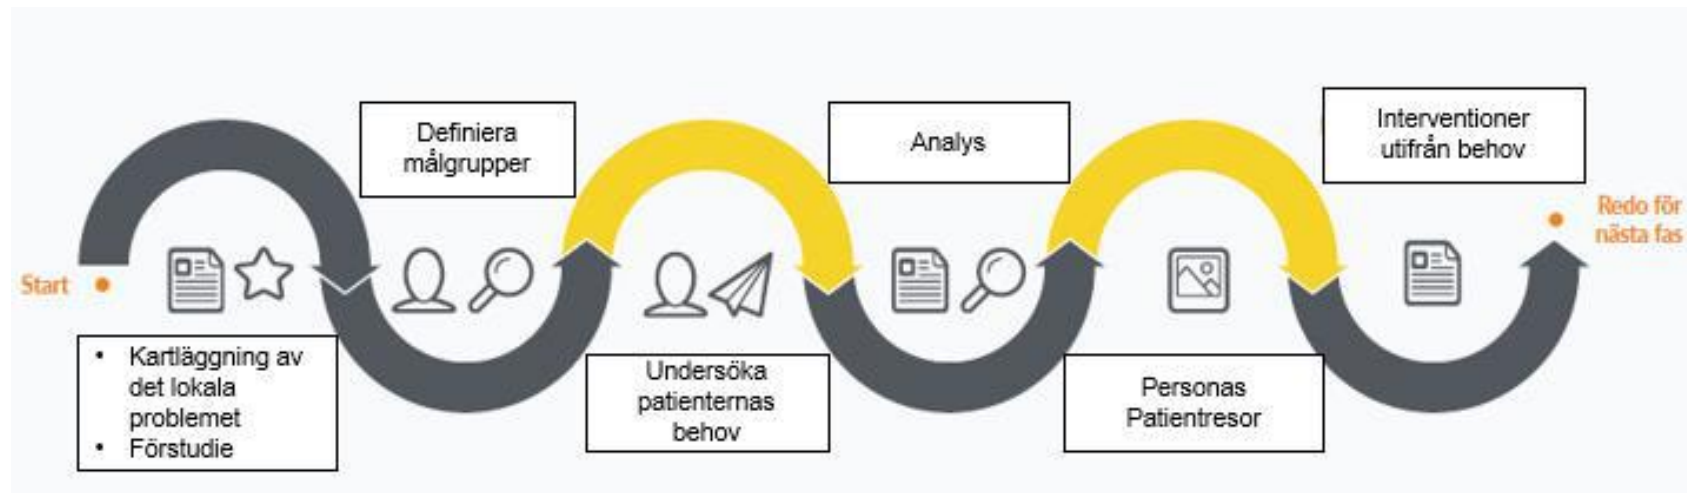 Start
• Kartläggning av
det lokala
problemet
• Förstudie
Definiera
målgrupper
Undersöka
patienternas
behov
Analys
Personas
Patientresor
Interventioner
utifrån behov
Redo för
nästa fas